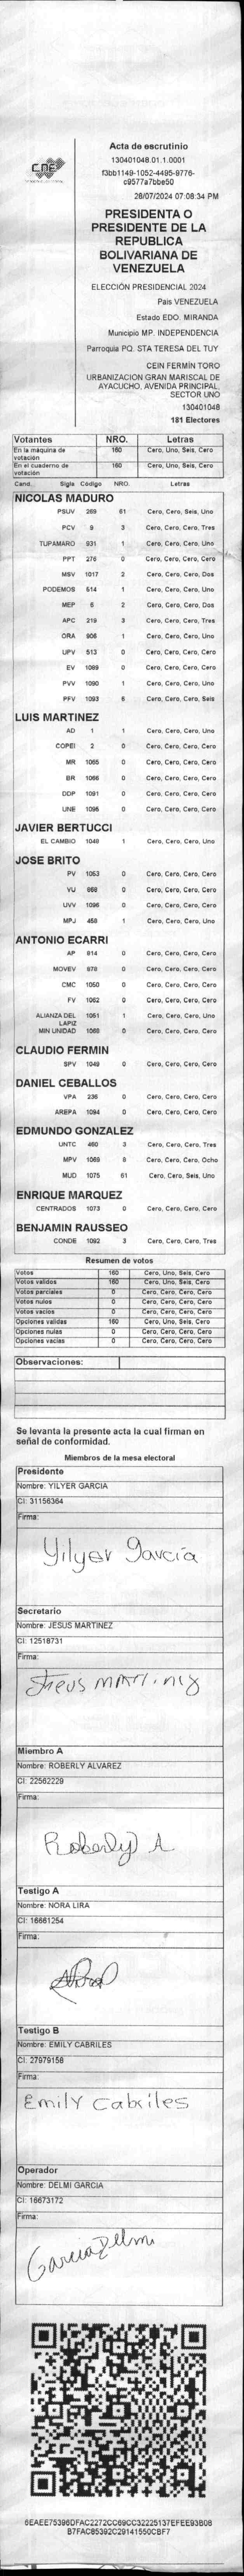 CNE
Acta de escrutinio
130401048.01.1.0001
f3bb1149-1052-4495-9776-
c9577a7bbe50
28/07/2024 07:08:34 PM
PRESIDENTA O
PRESIDENTE DE LA
REPUBLICA
BOLIVARIANA DE
VENEZUELA
ELECCIÓN PRESIDENCIAL 2024
Pais VENEZUELA
Estado EDO. MIRANDA
Municipio MP. INDEPENDENCIA
Parroquia PQ. STA TERESA DEL TUY
CEIN FERMÍN TORO
URBANIZACION GRAN MARISCAL DE
AYACUCHO, AVENIDA PRINCIPAL,
SECTOR UNO
130401048
181 Electores
Votantes NRO. Letras
En la máquina de votación 160 Cero, Uno, Seis, Cero
En el cuaderno de votación 160 Cero, Uno, Seis, Cero
Cand. Sigla Código NRO. Letras
NICOLAS MADURO
PSUV 269 61 Cero, Cero, Seis, Uno
PCV 9 3 Cero, Cero, Cero, Tres
TUPAMARO 931 1 Cero, Cero, Cero, Uno
PPT 276 0 Cero, Cero, Cero, Cero
MSV 1017 2 Cero, Cero, Cero, Dos
PODEMOS 514 1 Cero, Cero, Cero, Uno
MEP 6 2 Cero, Cero, Cero, Dos
APC 219 3 Cero, Cero, Cero, Tres
ORA 906 1 Cero, Cero, Cero, Uno
UPV 513 0 Cero, Cero, Cero, Cero
EV 1089 0 Cero, Cero, Cero, Cero
PVV 1090 1 Cero, Cero, Cero, Uno
PFV 1093 6 Cero, Cero, Cero, Seis
LUIS MARTINEZ
AD 1 1 Cero, Cero, Cero, Uno
COPEI 2 0 Cero, Cero, Cero, Cero
MR 1065 0 Cero, Cero, Cero, Cero
BR 1066 0 Cero, Cero, Cero, Cero
DDP 1091 0 Cero, Cero, Cero, Cero
UNE 1095 0 Cero, Cero, Cero, Cero
JAVIER BERTUCCI
EL CAMBIO 1048 1 Cero, Cero, Cero, Uno
JOSE BRITO
PV 1053 0 Cero, Cero, Cero, Cero
VU 868 0 Cero, Cero, Cero, Cero
UVV 1096 0 Cero, Cero, Cero, Cero
MPJ 458 1 Cero, Cero, Cero, Uno
ANTONIO ECARRI
AP 814 0 Cero, Cero, Cero, Cero
MOVEV 978 0 Cero, Cero, Cero, Cero
CMC 1050 0 Cero, Cero, Cero, Cero
FV 1062 0 Cero, Cero, Cero, Cero
ALIANZA DEL LAPIZ 1051 1 Cero, Cero, Cero, Uno
MIN UNIDAD 1068 0 Cero, Cero, Cero, Cero
CLAUDIO FERMIN
SPV 1049 0 Cero, Cero, Cero, Cero
DANIEL CEBALLOS
VPA 236 0 Cero, Cero, Cero, Cero
AREPA 1094 0 Cero, Cero, Cero, Cero
EDMUNDO GONZALEZ
UNTC 460 3 Cero, Cero, Cero, Tres
MPV 1069 8 Cero, Cero, Cero, Ocho
MUD 1075 61 Cero, Cero, Seis, Uno
ENRIQUE MARQUEZ
CENTRADOS 1073 0 Cero, Cero, Cero, Cero
BENJAMIN RAUSSEO
CONDE 1092 3 Cero, Cero, Cero, Tres
Resumen de votos
Votos 160 Cero, Uno, Seis, Cero
Votos validos 160 Cero, Uno, Seis, Cero
Votos parciales 0 Cero, Cero, Cero, Cero
Votos nulos 0 Cero, Cero, Cero, Cero
Votos vacios 0 Cero, Cero, Cero, Cero
Opciones validas 160 Cero, Uno, Seis, Cero
Opciones nulas 0 Cero, Cero, Cero, Cero
Opciones vacias 0 Cero, Cero, Cero, Cero
Observaciones:
Se levanta la presente acta la cual firman en
señal de conformidad.
Miembros de la mesa electoral
Presidente
Nombre: YILYER GARCIA
CI: 31156364
Firma:
Yilyer García
Secretario
Nombre: JESUS MARTINEZ
CI: 12518731
Firma:
Miembro A
Nombre: ROBERLY ALVAREZ
CI: 22562229
Firma:
Roberly A
Testigo A
Nombre: NORA LIRA
CI: 16661254
Firma:
Testigo B
Nombre: EMILY CABRILES
CI: 27979158
Firma:
Emily Cabriles
Operador
Nombre: DELMI GARCIA
CI: 16673172
Firma:
García Delmi
6EAEE75396DFAC2272CC69CC32225137EFEE93B08
B7FAC85392C29141550CBF7